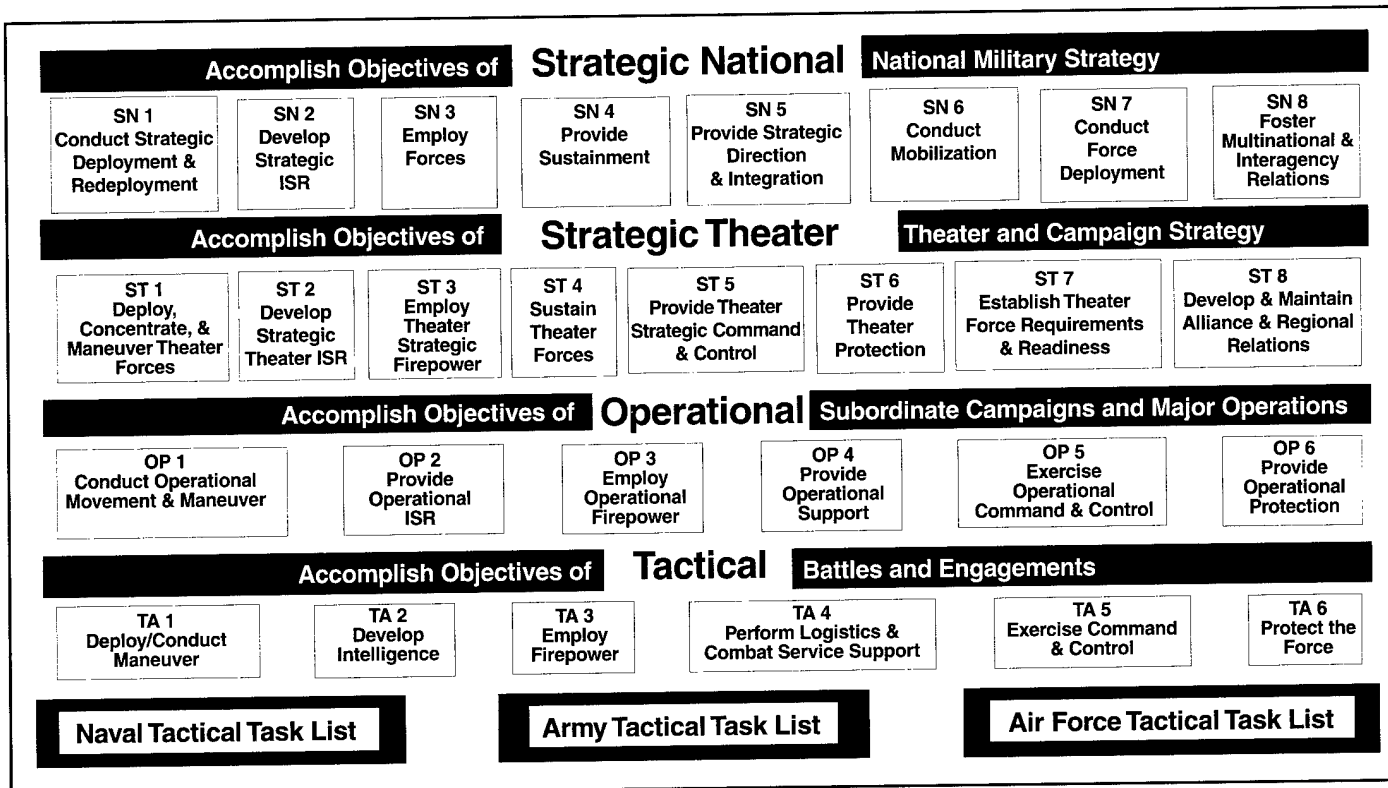 Accomplish Objectives of Strategic National National Military Strategy
SN 1
Conduct Strategic
Deployment &
Redeployment
SN 2
Develop
Strategic
ISR
SN 3
Employ
Forces
SN 4
Provide
Sustainment
SN 5
Provide Strategic
Direction
& Integration
SN 6
Conduct
Mobilization
SN 7
Conduct
Force
Deployment
SN 8
Foster
Multinational &
Interagency
Relations
Accomplish Objectives of Strategic Theater Theater and Campaign Strategy
ST 1
Deploy,
Concentrate, &
Maneuver Theater
Forces
ST 2
Develop
Strategic
Theater ISR
ST 3
Employ
Theater
Strategic
Firepower
ST 4
Sustain
Theater
Forces
ST 5
Provide Theater
Strategic Command
& Control
ST 6
Provide
Theater
Protection
ST 7
Establish Theater
Force Requirements
& Readiness
ST 8
Develop & Maintain
Alliance & Regional
Relations
Accomplish Objectives of Operational Subordinate Campaigns and Major Operations
OP 1
Conduct Operational
Movement & Maneuver
OP 2
Provide
Operational
ISR
OP 3
Employ
Operational
Firepower
OP 4
Provide
Operational
Support
OP 5
Exercise
Operational
Command & Control
OP 6
Provide
Operational
Protection
Accomplish Objectives of Tactical Battles and Engagements
TA 1
Deploy/Conduct
Maneuver
TA 2
Develop
Intelligence
TA 3
Employ
Firepower
TA 4
Perform Logistics &
Combat Service Support
TA 5
Exercise Command
& Control
TA 6
Protect the
Force
Naval Tactical Task List
Army Tactical Task List
Air Force Tactical Task List